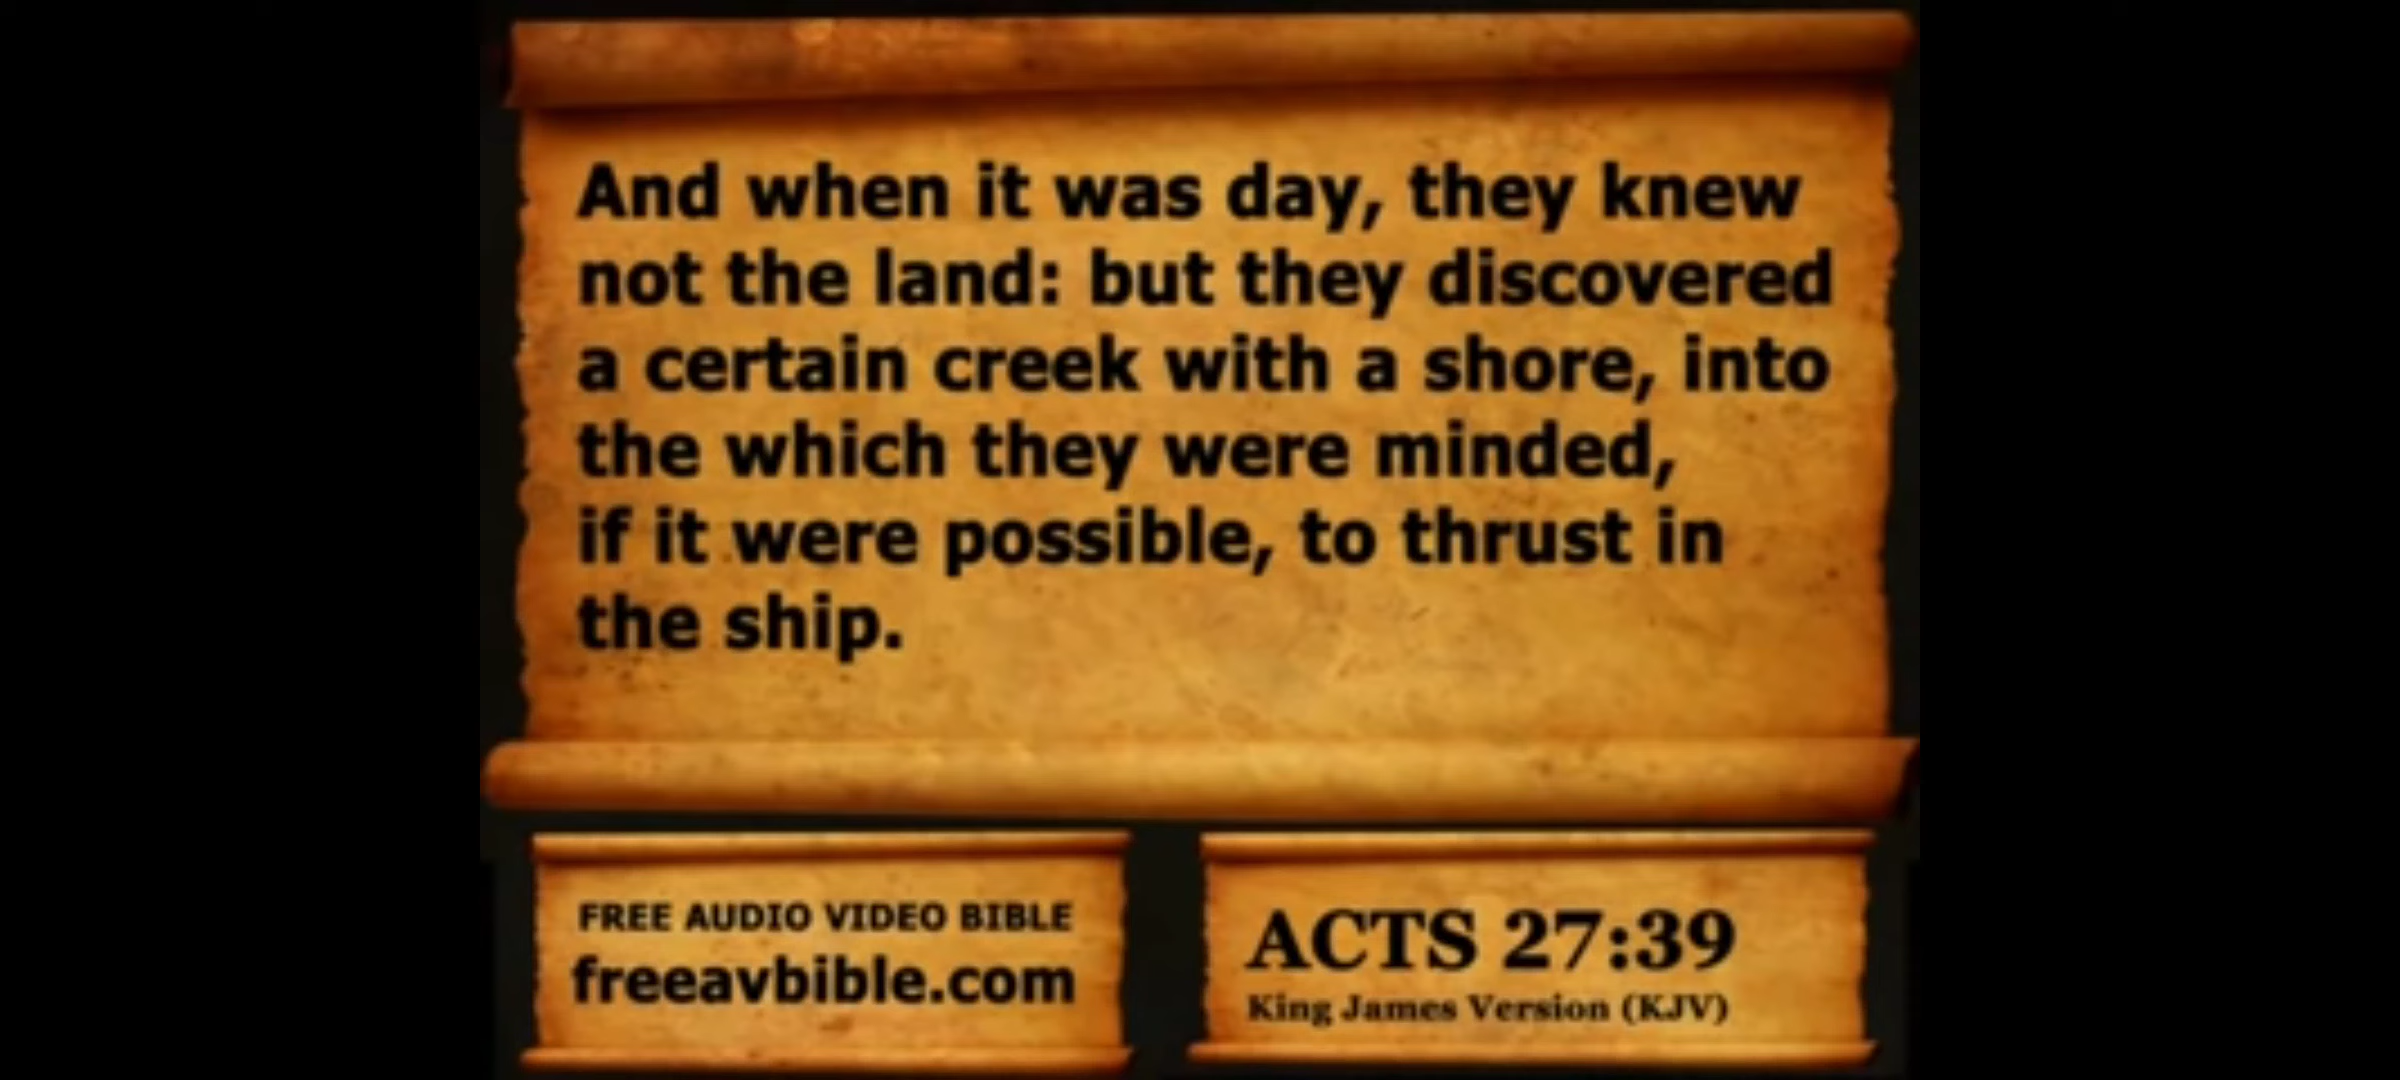 And when it was day, they knew
not the land: but they discovered
a certain creek with a shore, into
the which they were minded,
if it were possible, to thrust in
the ship.
FREE AUDIO VIDEO BIBLE
freeavbible.com
ACTS 27:39
King James Version (KJV)